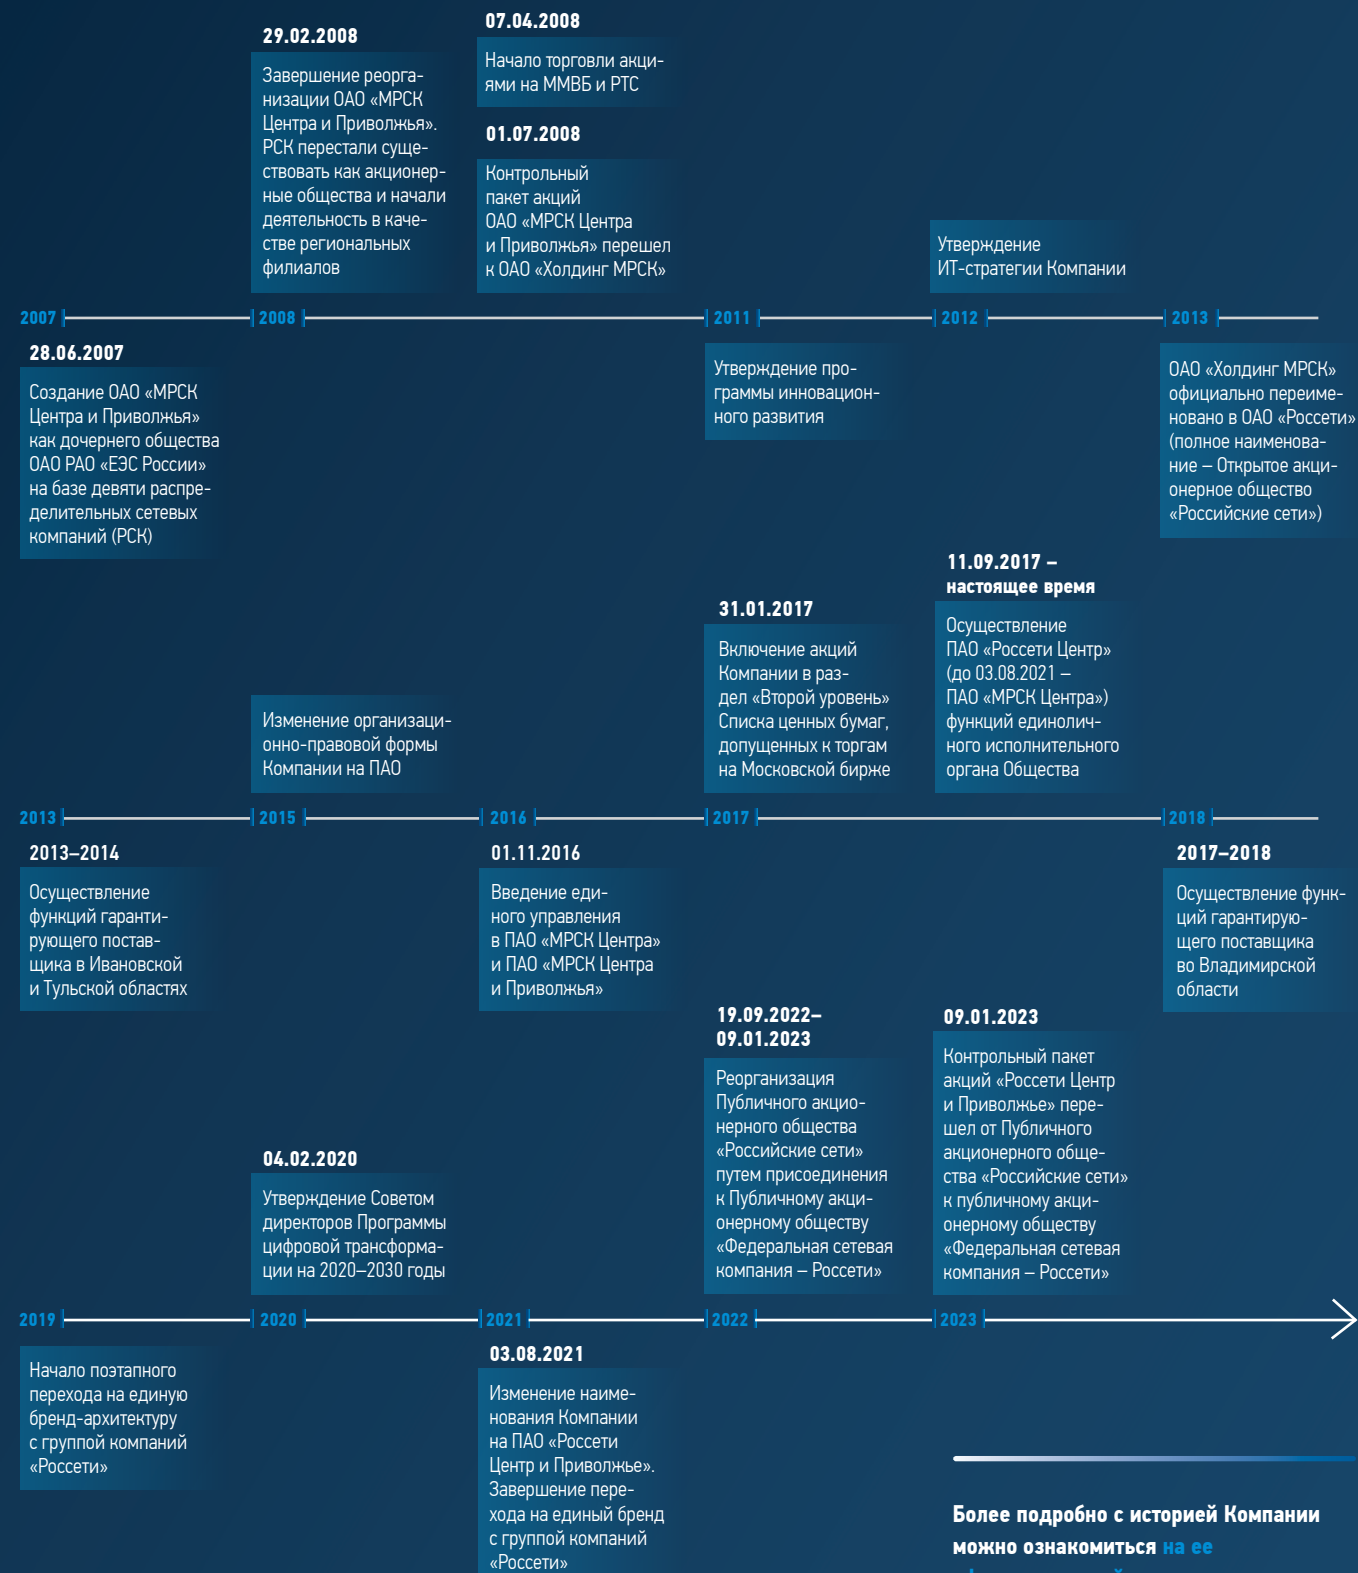 29.02.2008
Завершение реорга-
низации ОАО «МРСК
Центра и Приволжья».
РСК перестали суще-
ствовать как акционер-
ные общества и начали
деятельность в каче-
стве региональных
филиалов
07.04.2008
Начало торговли акци-
ями на ММВБ и РТС
01.07.2008
Контрольный
пакет акций
ОАО «МРСК Центра
и Приволжья» перешел
к ОАО «Холдинг МРСК»
Утверждение
ИТ-стратегии Компании
2007
2008
2011
2012
2013
28.06.2007
Создание ОАО «МРСК
Центра и Приволжья»
как дочернего общества
ОАО РАО «ЕЭС России»
на базе девяти распре-
делительных сетевых
компаний (РСК)
Утверждение про-
граммы инновацион-
ного развития
ОАО «Холдинг МРСК»
официально переиме-
новано в ОАО «Россети»
(полное наименова-
ние – Открытое акци-
онерное общество
«Российские сети»)
Изменение организаци-
онно-правовой формы
Компании на ПАО
31.01.2017
Включение акций
Компании в раз-
дел «Второй уровень»
Списка ценных бумаг,
допущенных к торгам
на Московской бирже
11.09.2017 –
настоящее время
Осуществление
ПАО «Россети Центр»
(до 03.08.2021 –
ПАО «МРСК Центра»)
функций единолич-
ного исполнительного
органа Общества
2013
2015
2016
2017
2018
2013–2014
Осуществление
функций гаранти-
рующего постав-
щика в Ивановской
и Тульской областях
01.11.2016
Введение еди-
ного управления
в ПАО «МРСК Центра»
и ПАО «МРСК Центра
и Приволжья»
2017–2018
Осуществление функ-
ций гарантирую-
щего поставщика
во Владимирской
области
04.02.2020
Утверждение Советом
директоров Программы
цифровой трансформа-
ции на 2020–2030 годы
19.09.2022–
09.01.2023
Реорганизация
Публичного акцио-
нерного общества
«Российские сети»
путем присоединения
к Публичному акци-
онерному обществу
«Федеральная сетевая
компания – Россети»
09.01.2023
Контрольный пакет
акций «Россети Центр
и Приволжье» пере-
шел от Публичного
акционерного обще-
ства «Российские сети»
к публичному акци-
онерному обществу
«Федеральная сетевая
компания – Россети»
2019
2020
2021
2022
2023
Начало поэтапного
перехода на единую
бренд-архитектуру
с группой компаний
«Россети»
03.08.2021
Изменение наиме-
нования Компании
на ПАО «Россети
Центр и Приволжье».
Завершение пере-
хода на единый бренд
с группой компаний
«Россети»
Более подробно с историей Компании
можно ознакомиться на ее